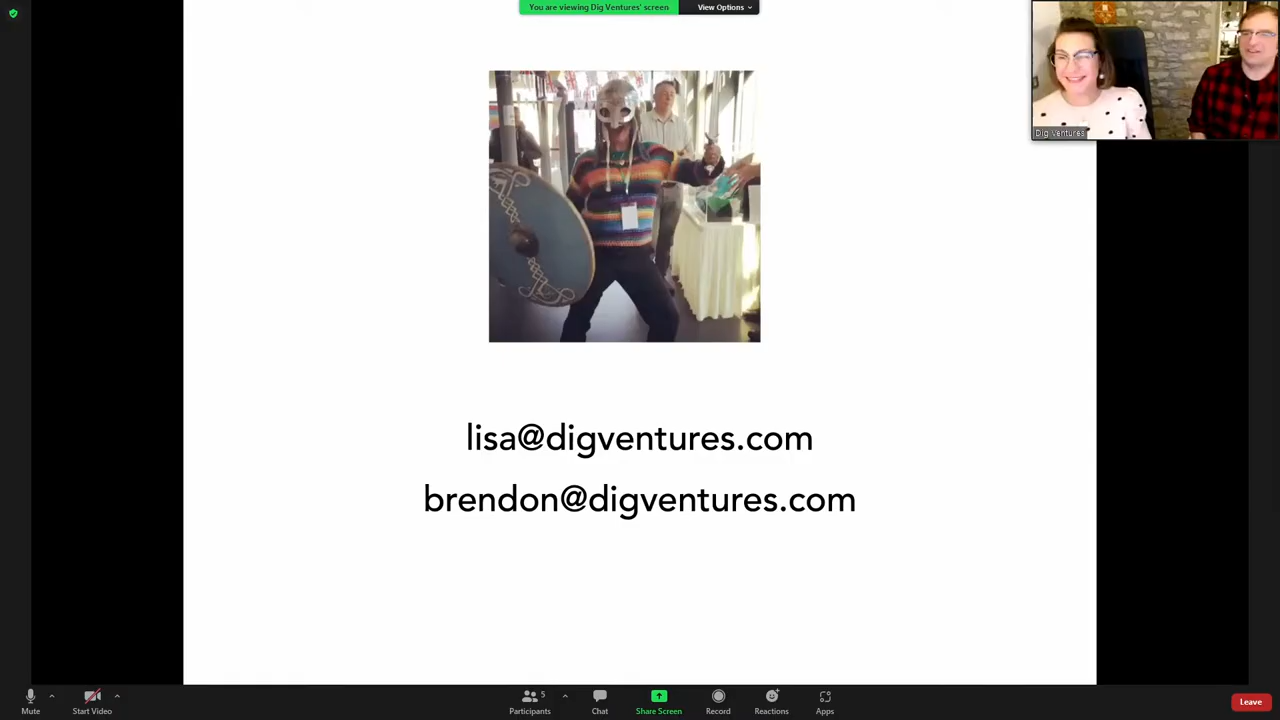 You are viewing Dig Ventures' screen
View Options
Dig Ventures
lisa@digventures.com
brendon@digventures.com
Mute
Start Video
5
Participants
Chat
Share Screen
Record
Reactions
Apps
Leave